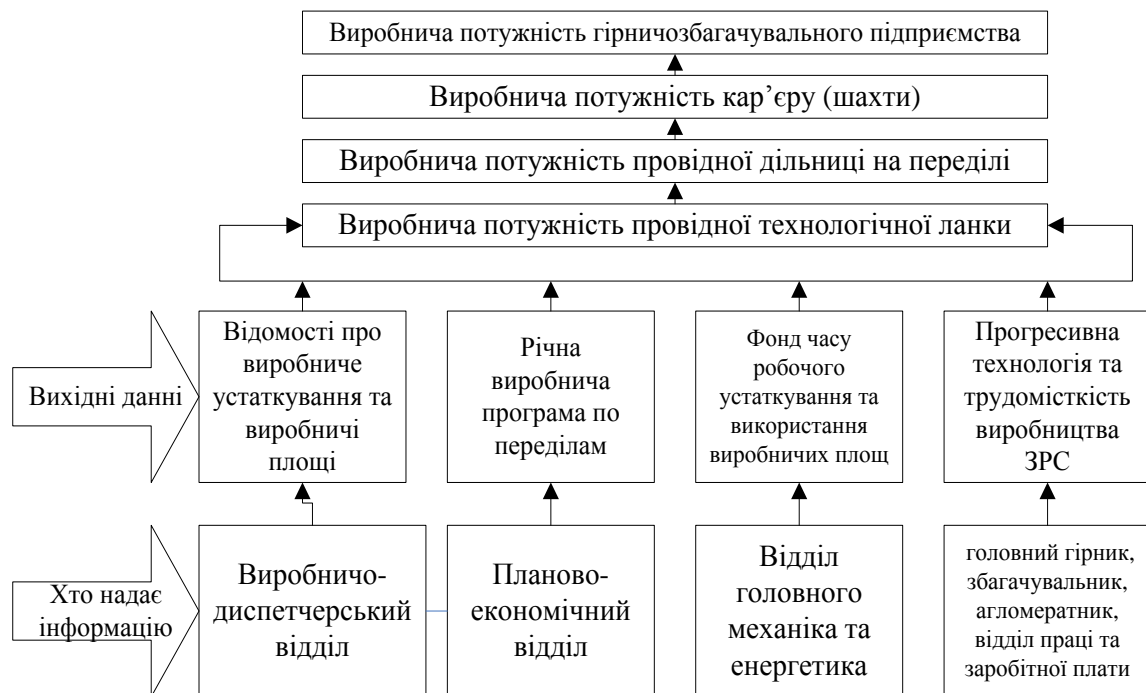 Виробнича потужність гірничозбагачувального підприємства
Виробнича потужність кар’єру (шахти)
Виробнича потужність провідної дільниці на переділі
Виробнича потужність провідної технологічної ланки
Вихідні данні
Відомості про
виробниче
устаткування та
виробничі
площі
Річна
виробнича
програма по
переділам
Фонд часу
робочого
устаткування та
використання
виробничих площ
Прогресивна
технологія та
трудомісткість
виробництва
ЗРС
Хто надає
інформацію
Виробничо-
диспетчерський
відділ
Планово-
економічний
відділ
Відділ
головного
механіка та
енергетика
головний гірник,
збагачувальник,
агломератник,
відділ праці та
заробітної плати